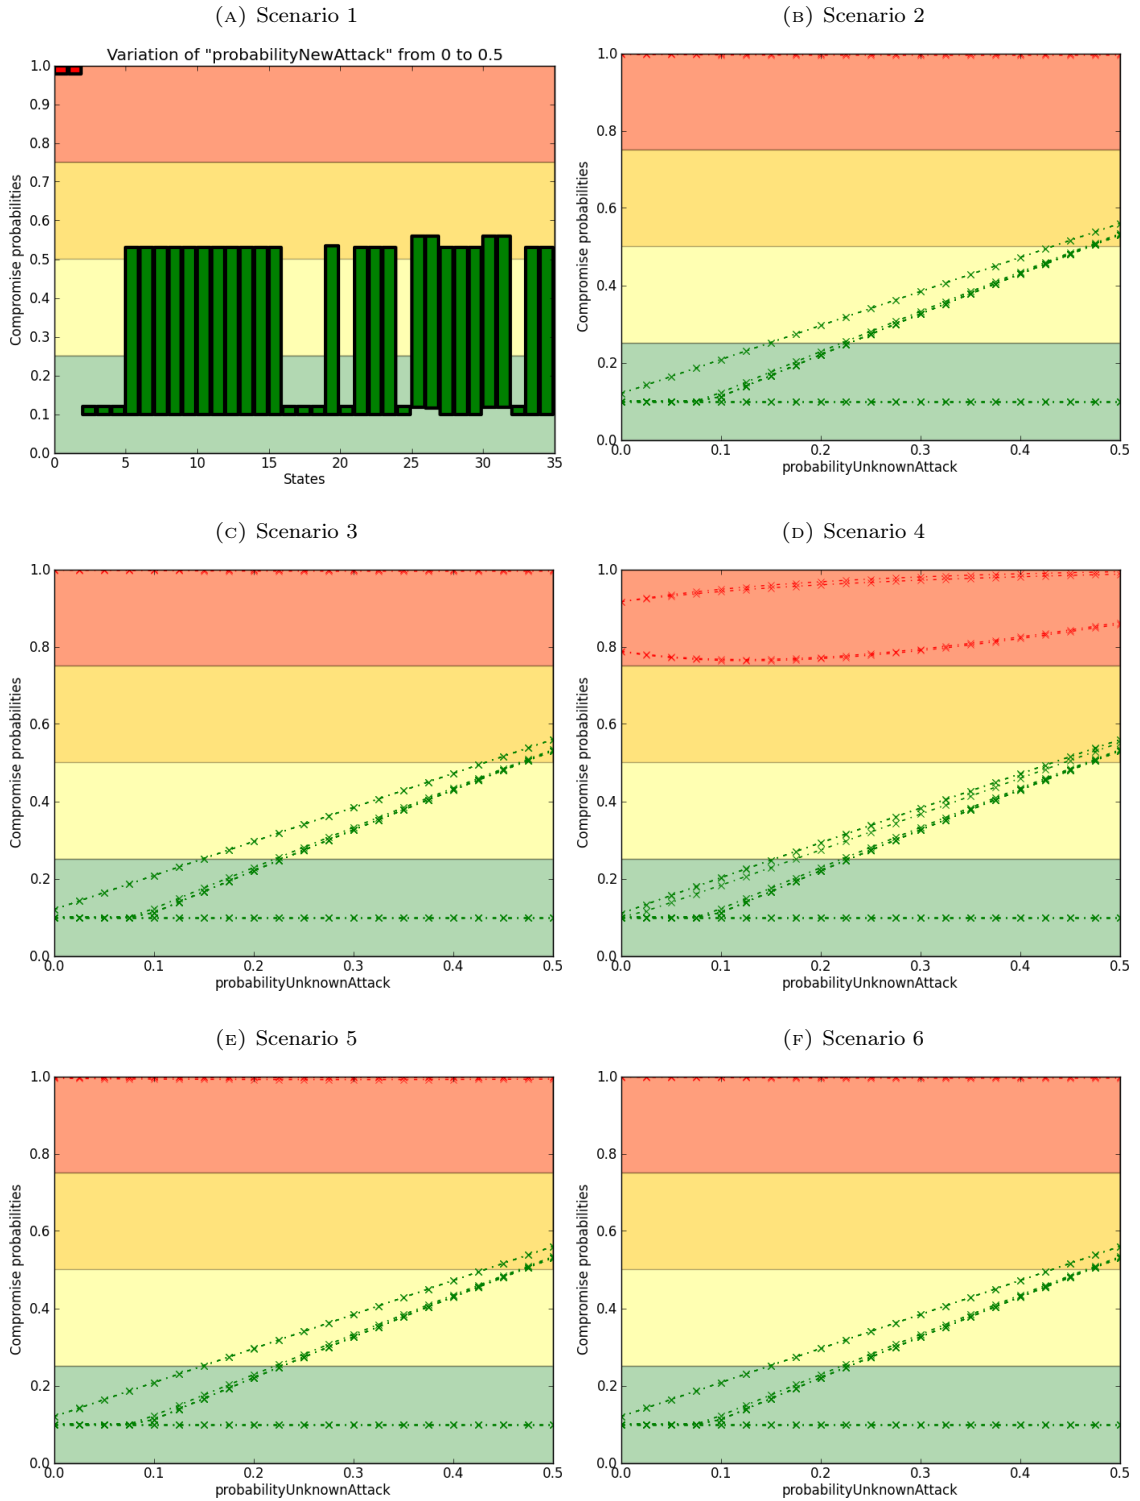 (A) Scenario 1
Variation of "probabilityNewAttack" from 0 to 0.5
1.0
0.9
0.8
0.7
0.6
0.5
0.4
0.3
0.2
0.1
0.0
Compromise probabilities
0 5 10 15 20 25 30 35
States
(B) Scenario 2
1.0
0.8
0.6
0.4
0.2
0.0
Compromise probabilities
0.0 0.1 0.2 0.3 0.4 0.5
probabilityUnknownAttack
(C) Scenario 3
1.0
0.8
0.6
0.4
0.2
0.0
Compromise probabilities
0.0 0.1 0.2 0.3 0.4 0.5
probabilityUnknownAttack
(D) Scenario 4
1.0
0.8
0.6
0.4
0.2
0.0
Compromise probabilities
0.0 0.1 0.2 0.3 0.4 0.5
probabilityUnknownAttack
(E) Scenario 5
1.0
0.8
0.6
0.4
0.2
0.0
Compromise probabilities
0.0 0.1 0.2 0.3 0.4 0.5
probabilityUnknownAttack
(F) Scenario 6
1.0
0.8
0.6
0.4
0.2
0.0
Compromise probabilities
0.0 0.1 0.2 0.3 0.4 0.5
probabilityUnknownAttack